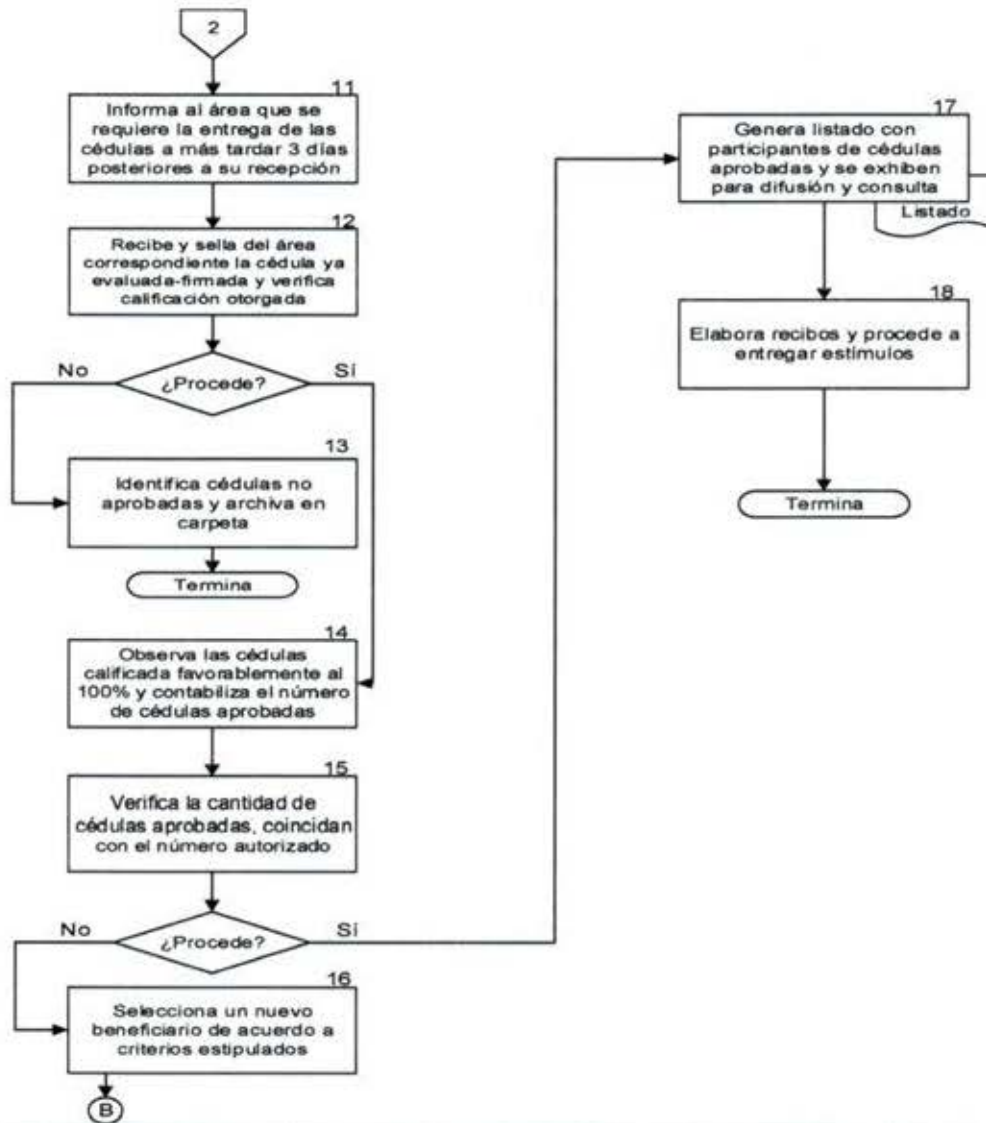 2
11
Informa al área que se
requiere la entrega de las
cédulas a más tardar 3 días
posteriores a su recepción
12
Recibe y sella del área
correspondiente la cédula ya
evaluada-firmada y verifica
calificación otorgada
¿Procede?
No
Sí
13
Identifica cédulas no
aprobadas y archiva en
carpeta
Termina
14
Observa las cédulas
calificada favorablemente al
100% y contabiliza el número
de cédulas aprobadas
15
Verifica la cantidad de
cédulas aprobadas, coincidan
con el número autorizado
¿Procede?
No
Sí
16
Selecciona un nuevo
beneficiario de acuerdo a
criterios estipulados
B
17
Genera listado con
participantes de cédulas
aprobadas y se exhiben
para difusión y consulta
Listado
18
Elabora recibos y procede a
entregar estímulos
Termina